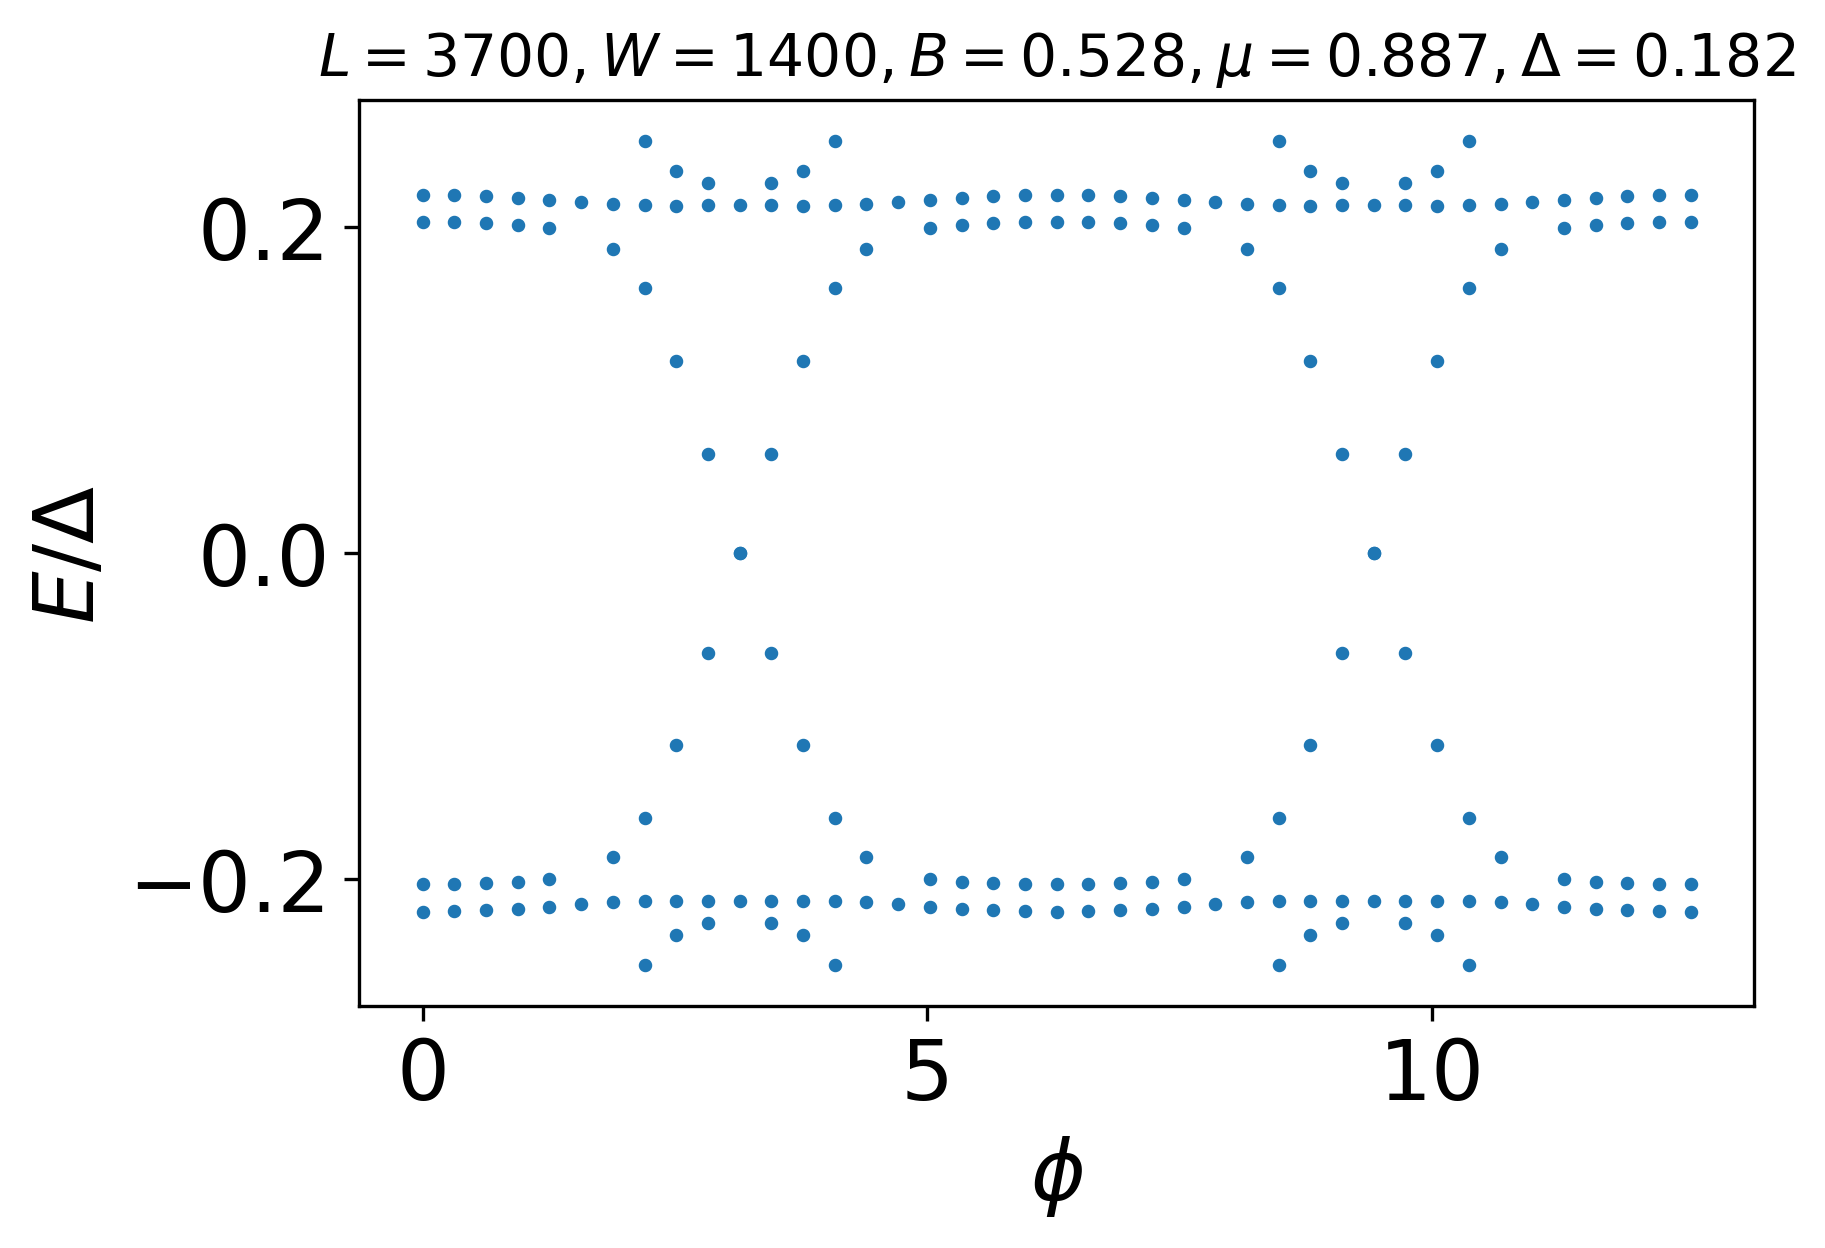 L = 3700, W = 1400, B = 0.528, μ = 0.887, Δ = 0.182
0.2
0.0
−0.2
E/Δ
0 5 10
ϕ